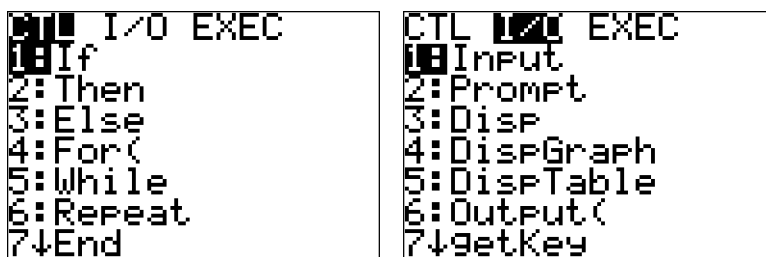 CTL I/O EXEC
1:If
2:Then
3:Else
4:For(
5:While
6:Repeat
7↓End
CTL I/O EXEC
1:Input
2:Prompt
3:Disp
4:DispGraph
5:DispTable
6:Output(
7↓getKey